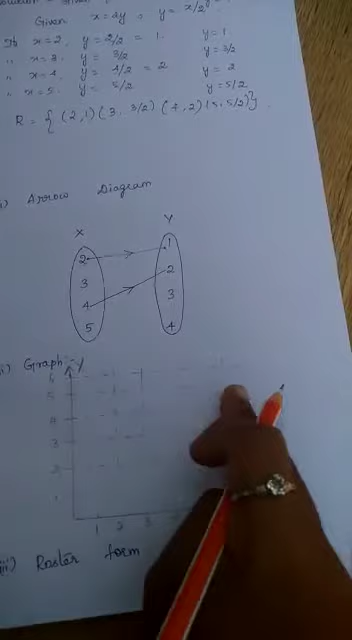 Given x = 2y , y = x/2
If x=2, y = 2/2 = 1. y = 1
" x=3, y = 3/2 y = 3/2
" x=4, y = 4/2 = 2 y = 2
" x=5, y = 5/2 y = 5/2
R = { (2,1) (3, 3/2) (4,2) (5, 5/2) }
i) Arrow Diagram
X Y
2 1
3 2
4 3
5 4
ii) Graph :- y
6
5
4
3
2
1
1 2 3
iii) Roster form